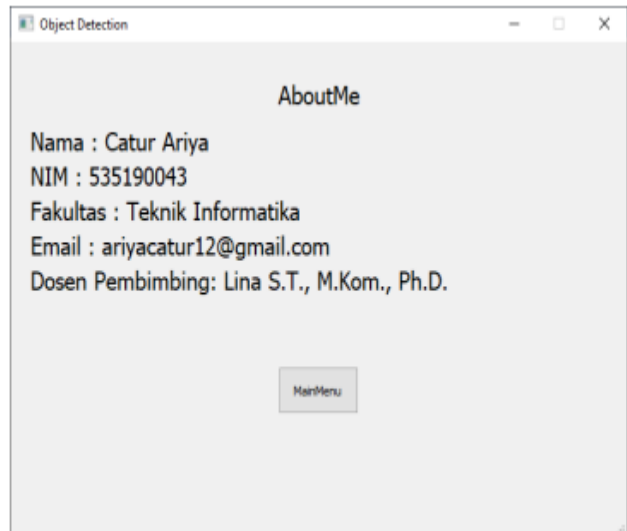 Object Detection
AboutMe
Nama : Catur Ariya
NIM : 535190043
Fakultas : Teknik Informatika
Email : ariyacatur12@gmail.com
Dosen Pembimbing: Lina S.T., M.Kom., Ph.D.
MainMenu